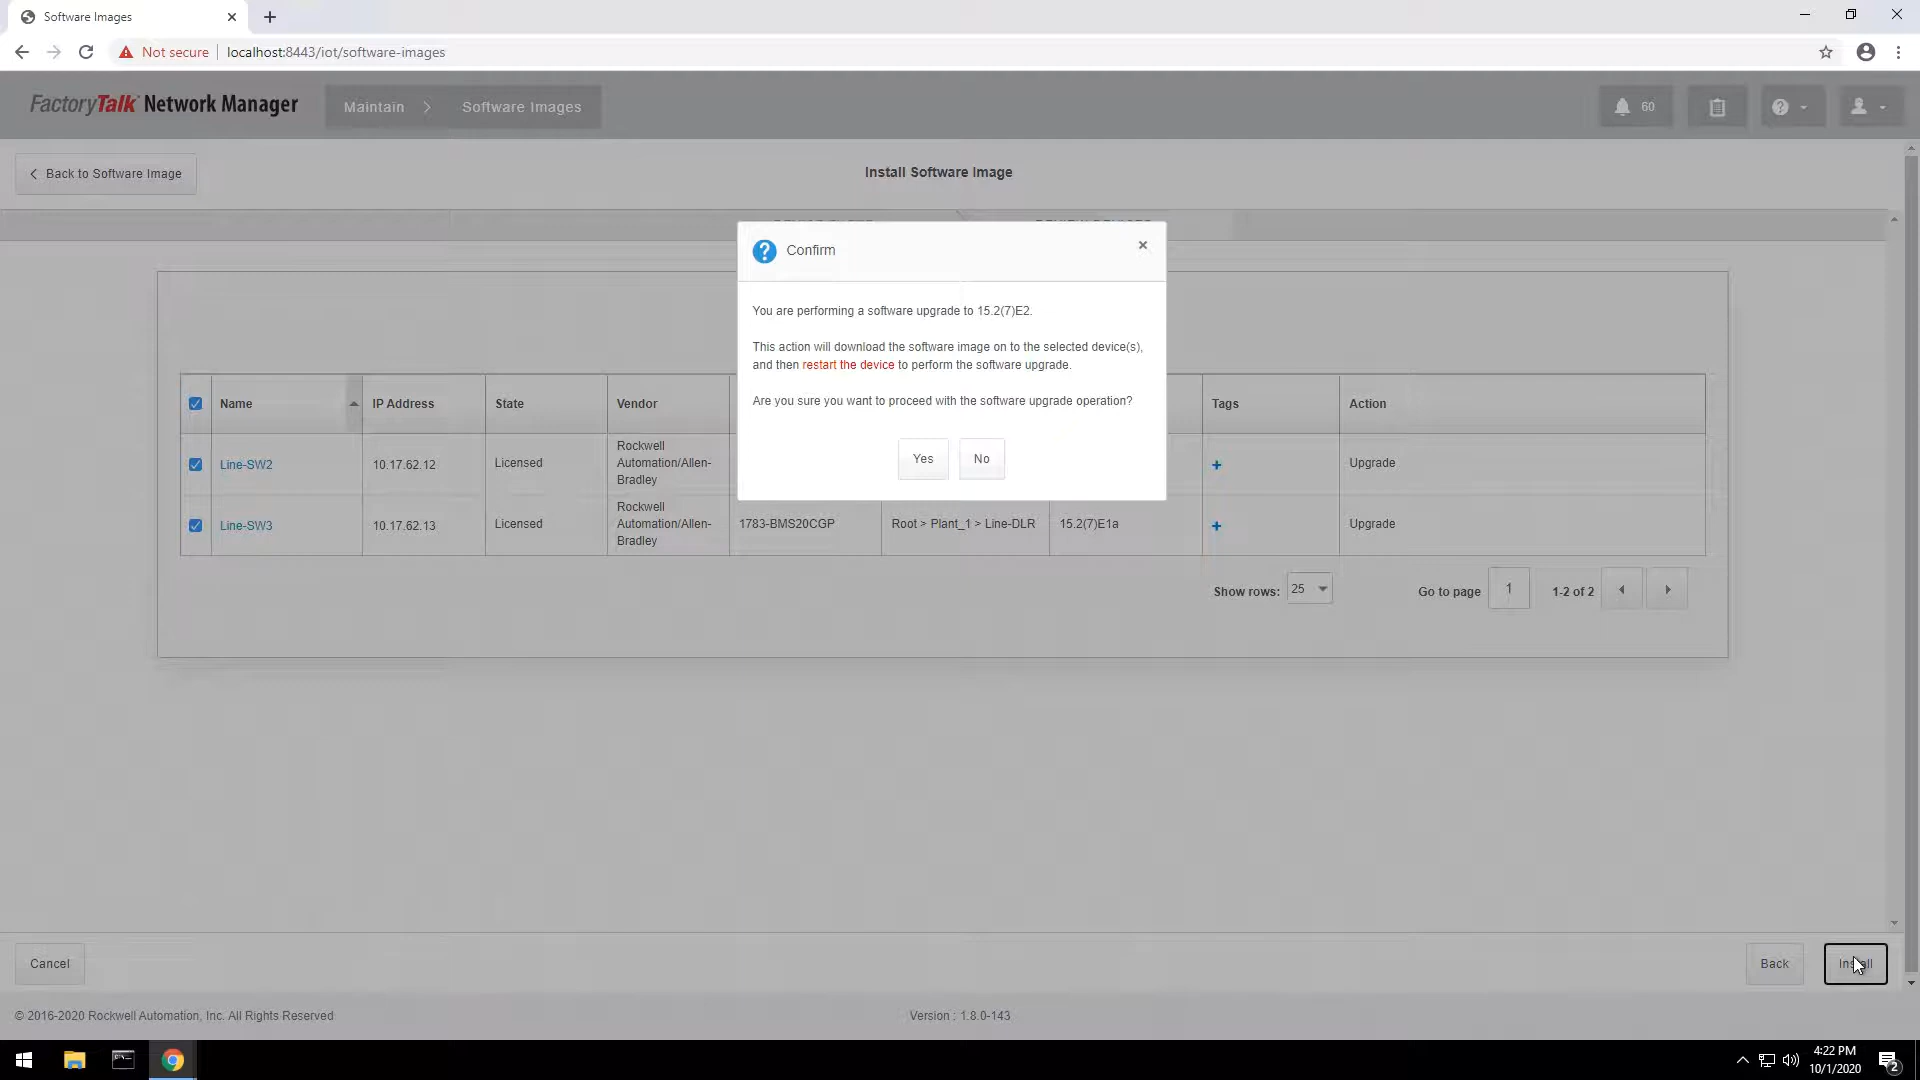 Software Images
Not secure
localhost:8443/iot/software-images
FactoryTalk Network Manager
Maintain
Software Images
60
Back to Software Image
Install Software Image
Confirm
You are performing a software upgrade to 15.2(7)E2.
This action will download the software image on to the selected device(s),
and then restart the device to perform the software upgrade.
Are you sure you want to proceed with the software upgrade operation?
Yes
No
Name
IP Address
State
Vendor
Tags
Action
Line-SW2
10.17.62.12
Licensed
Rockwell
Automation/Allen-
Bradley
+
Upgrade
Line-SW3
10.17.62.13
Licensed
Rockwell
Automation/Allen-
Bradley
1783-BMS20CGP
Root > Plant_1 > Line-DLR
15.2(7)E1a
+
Upgrade
Show rows:
25
Go to page
1
1-2 of 2
Cancel
Back
Install
© 2016-2020 Rockwell Automation, Inc. All Rights Reserved
Version : 1.8.0-143
4:22 PM
10/1/2020
2